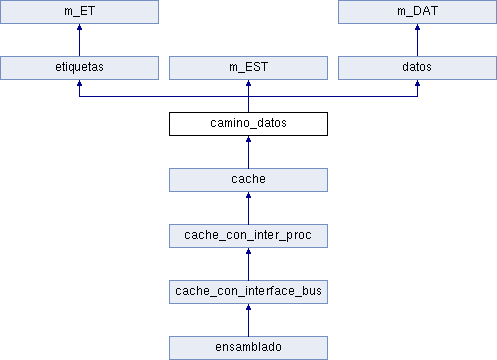 m_ET
m_DAT
etiquetas
m_EST
datos
camino_datos
cache
cache_con_inter_proc
cache_con_interface_bus
ensamblado